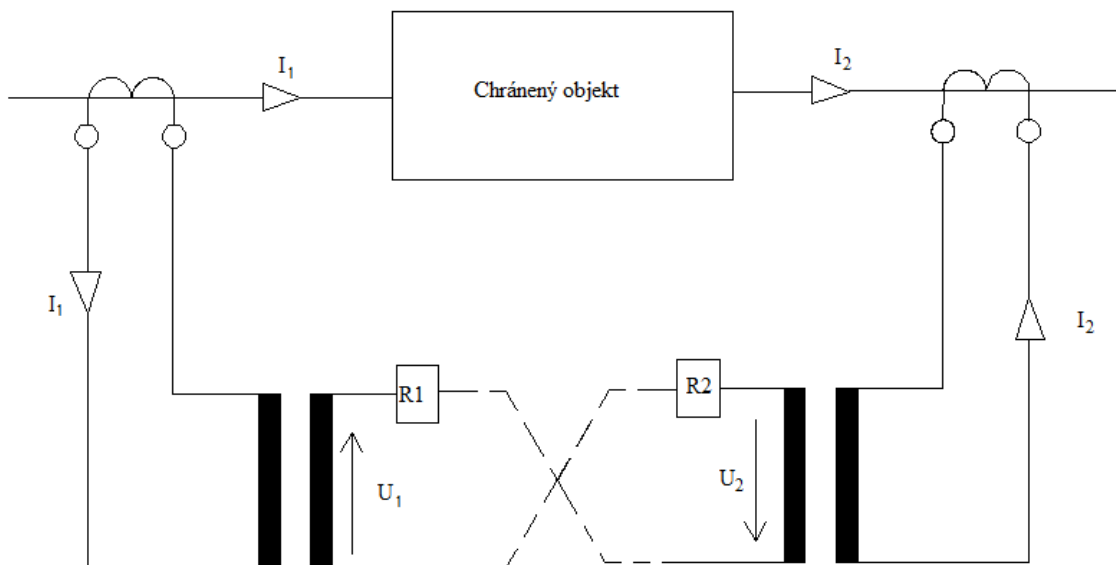 I₁
Chránený objekt
I₂
I₁
I₂
R1
R2
U₁
U₂